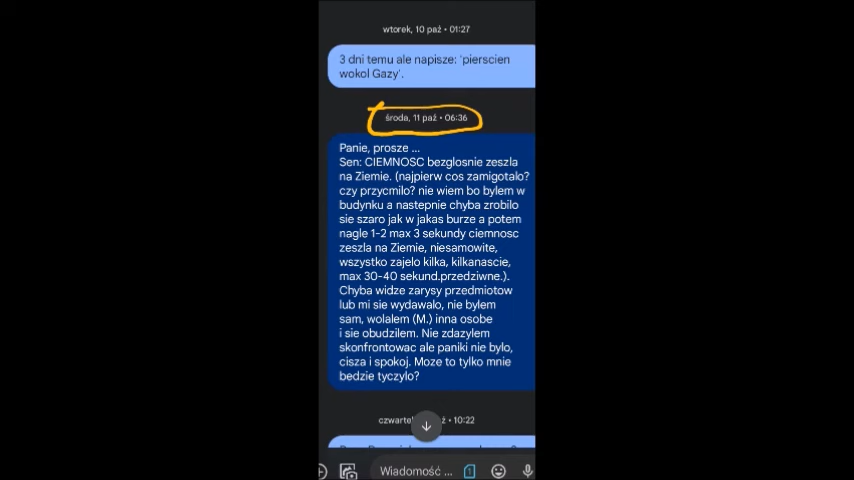 wtorek, 10 paź • 01:27
3 dni temu ale napisze: 'pierscien
wokol Gazy'.
środa, 11 paź • 06:36
Panie, prosze ...
Sen: CIEMNOSC bezglosnie zeszla
na Ziemie. (najpierw cos zamigotalo?
czy przycmilo? nie wiem bo bylem w
budynku a nastepnie chyba zrobilo
sie szaro jak w jakas burze a potem
nagle 1-2 max 3 sekundy ciemnosc
zeszla na Ziemie, niesamowite,
wszystko zajelo kilka, kilkanascie,
max 30-40 sekund.przedziwne.).
Chyba widze zarysy przedmiotow
lub mi sie wydawalo, nie bylem
sam, wolalem (M.) inna osobe
i sie obudzilem. Nie zdazylem
skonfrontowac ale paniki nie bylo,
cisza i spokoj. Moze to tylko mnie
bedzie tyczylo?
• 10:22
Wiadomość ...
1